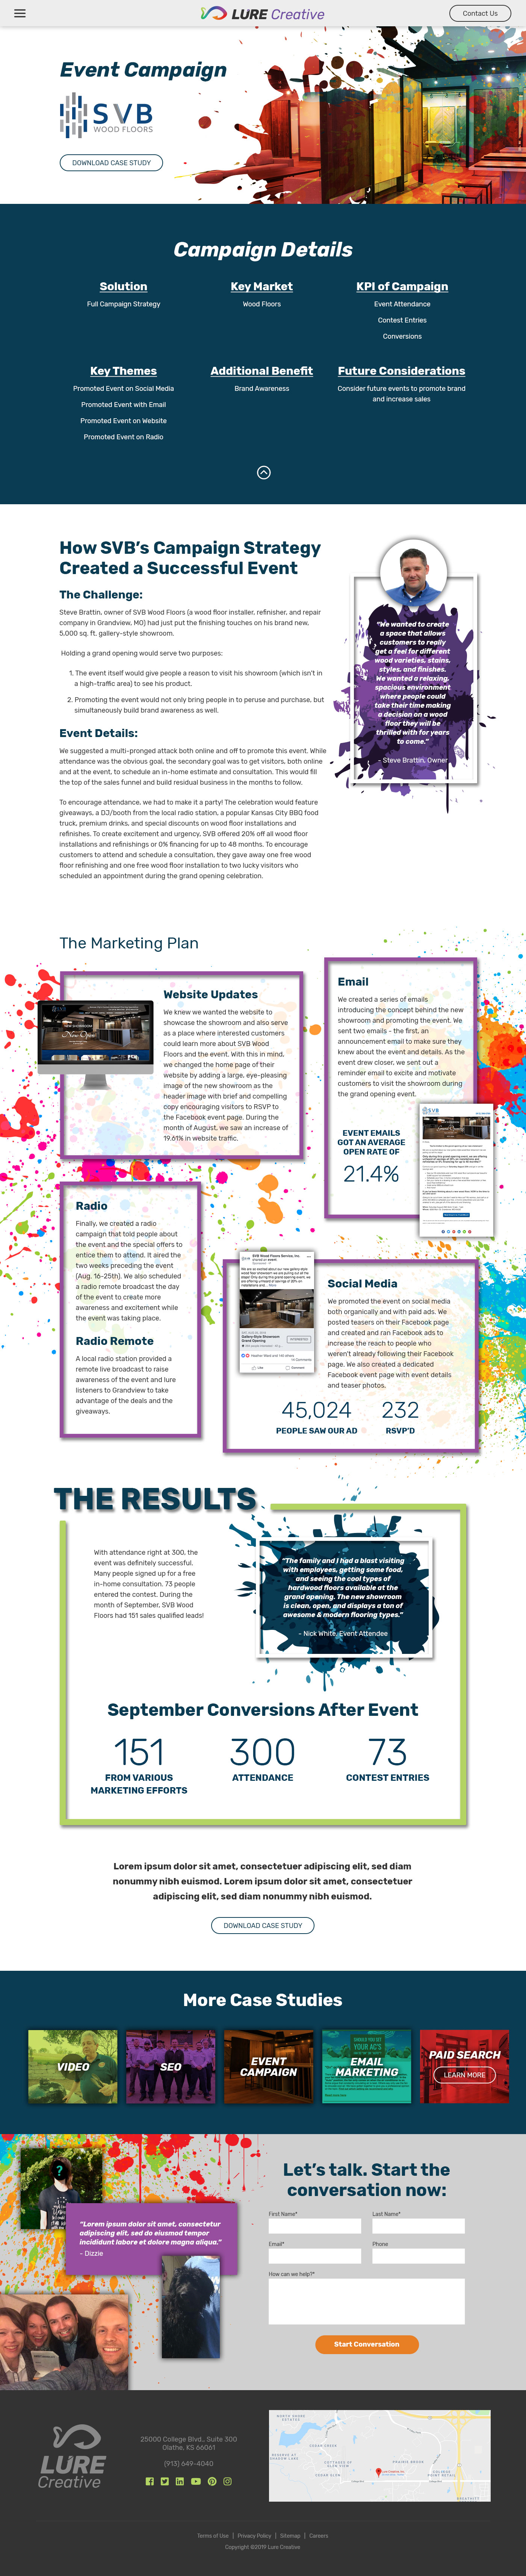 LURE Creative
Contact Us
Event Campaign
SVB
WOOD FLOORS
DOWNLOAD CASE STUDY
Campaign Details
Solution
Full Campaign Strategy
Key Market
Wood Floors
KPI of Campaign
Event Attendance
Contest Entries
Conversions
Key Themes
Promoted Event on Social Media
Promoted Event with Email
Promoted Event on Website
Promoted Event on Radio
Additional Benefit
Brand Awareness
Future Considerations
Consider future events to promote brand
and increase sales
How SVB's Campaign Strategy
Created a Successful Event
The Challenge:
Steve Brattin, owner of SVB Wood Floors (a wood floor installer, refinisher, and repair
company in Grandview, MO) had just put the finishing touches on his brand new,
5,000 sq. ft. gallery-style showroom.
Holding a grand opening would serve two purposes:
1. The event itself would give people a reason to visit his showroom (which isn't in
a high-traffic area) to see his product.
2. Promoting the event would not only bring people in to peruse and purchase, but
simultaneously build brand awareness as well.
Event Details:
We suggested a multi-pronged attack both online and off to promote this event. While
attendance was the obvious goal, the secondary goal was to get visitors, both online
and at the event, to schedule an in-home estimate and consultation. This would fill
the top of the sales funnel and build residual business in the months to follow.
To encourage attendance, we had to make it a party! The celebration would feature
giveaways, a DJ/booth from the local radio station, a popular Kansas City BBQ food
truck, premium drinks, and special discounts on wood floor installations and
refinishes. To create excitement and urgency, SVB offered 20% off all wood floor
installations and refinishings or 0% financing for up to 48 months. To encourage
customers to attend and schedule a consultation, they gave away one free wood
floor refinishing and one free wood floor installation to two lucky visitors who
scheduled an appointment during the grand opening celebration.
"We wanted to create
a space that allows
customers to really
get a feel for different
wood varieties, stains,
styles, and finishes.
We wanted a relaxing,
spacious environment
where people could
take their time making
a decision on a wood
floor they will be
thrilled with for years
to come."
- Steve Brattin, Owner
The Marketing Plan
Website Updates
We knew we wanted the website to
showcase the showroom and also serve
as a place where interested customers
could learn more about SVB Wood
Floors and the event. With this in mind,
we changed the home page of their
website by adding a large, eye-pleasing
image of the new showroom as the
header image with brief and compelling
copy encouraging visitors to RSVP to
the Facebook event page. During the
month of August, we saw an increase of
19.61% in website traffic.
Email
We created a series of emails
introducing the concept behind the new
showroom and promoting the event. We
sent two emails - the first, an
announcement email to make sure they
knew about the event and details. As the
event drew closer, we sent out a
reminder email to excite and motivate
customers to visit the showroom during
the grand opening event.
EVENT EMAILS
GOT AN AVERAGE
OPEN RATE OF
21.4%
Radio
Finally, we created a radio
campaign that told people about
the event and the special offers to
entice them to attend. It aired the
two weeks preceding the event
(Aug. 16-25th). We also scheduled
a radio remote broadcast the day
of the event to create more
awareness and excitement while
the event was taking place.
Radio Remote
A local radio station provided a
remote live broadcast to raise
awareness of the event and lure
listeners to Grandview to take
advantage of the deals and the
giveaways.
Social Media
We promoted the event on social media
both organically and with paid ads. We
posted teasers on their Facebook page
and created and ran Facebook ads to
increase the reach to people who
weren't already following their Facebook
page. We also created a dedicated
Facebook event page with event details
and teaser photos.
45,024
PEOPLE SAW OUR AD
232
RSVP'D
THE RESULTS
With attendance right at 300, the
event was definitely successful.
Many people signed up for a free
in-home consultation. 73 people
entered the contest. During the
month of September, SVB Wood
Floors had 151 sales qualified leads!
"The family and I had a blast visiting
with employees, getting some food,
and seeing the cool types of
hardwood floors available at the
grand opening. The new showroom
is clean, open, and displays a ton of
awesome & modern flooring types."
- Nick White, Event Attendee
September Conversions After Event
151
FROM VARIOUS
MARKETING EFFORTS
300
ATTENDANCE
73
CONTEST ENTRIES
Lorem ipsum dolor sit amet, consectetuer adipiscing elit, sed diam
nonummy nibh euismod. Lorem ipsum dolor sit amet, consectetuer
adipiscing elit, sed diam nonummy nibh euismod.
DOWNLOAD CASE STUDY
More Case Studies
VIDEO
SEO
EVENT
CAMPAIGN
EMAIL
MARKETING
PAID SEARCH
LEARN MORE
"Lorem ipsum dolor sit amet, consectetur
adipiscing elit, sed do eiusmod tempor
incididunt labore et dolore magna aliqua."
- Dizzie
Let's talk. Start the
conversation now:
First Name*
Last Name*
Email*
Phone
How can we help?*
Start Conversation
LURE
Creative
25000 College Blvd., Suite 300
Olathe, KS 66061
(913) 649-4040
Terms of Use | Privacy Policy | Sitemap | Careers
Copyright ©2019 Lure Creative